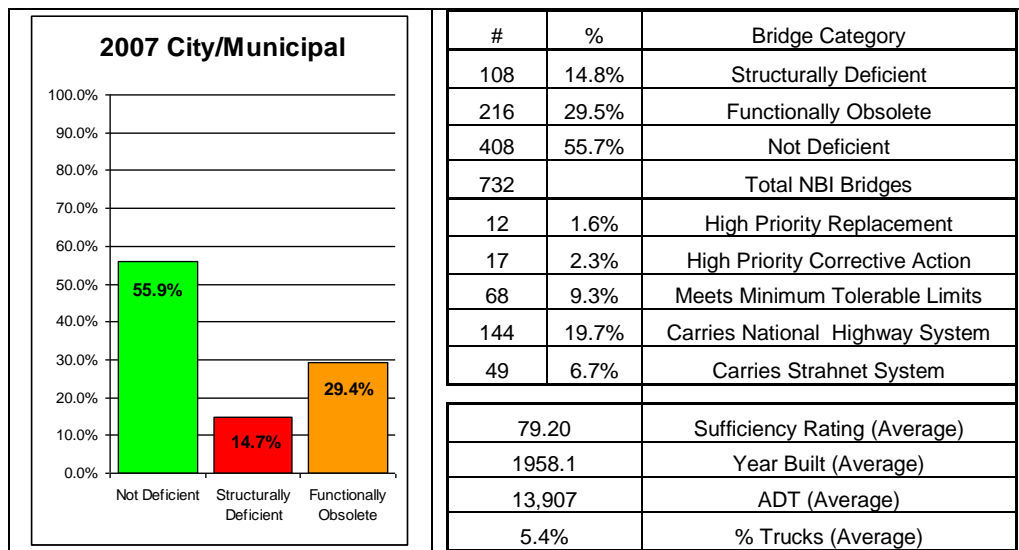 2007 City/Municipal
100.0%
90.0%
80.0%
70.0%
60.0%
50.0%
40.0%
30.0%
20.0%
10.0%
0.0%
55.9%
14.7%
29.4%
Not Deficient
Structurally
Deficient
Functionally
Obsolete
# % Bridge Category
108 14.8% Structurally Deficient
216 29.5% Functionally Obsolete
408 55.7% Not Deficient
732 Total NBI Bridges
12 1.6% High Priority Replacement
17 2.3% High Priority Corrective Action
68 9.3% Meets Minimum Tolerable Limits
144 19.7% Carries National Highway System
49 6.7% Carries Strahnet System
79.20 Sufficiency Rating (Average)
1958.1 Year Built (Average)
13,907 ADT (Average)
5.4% % Trucks (Average)